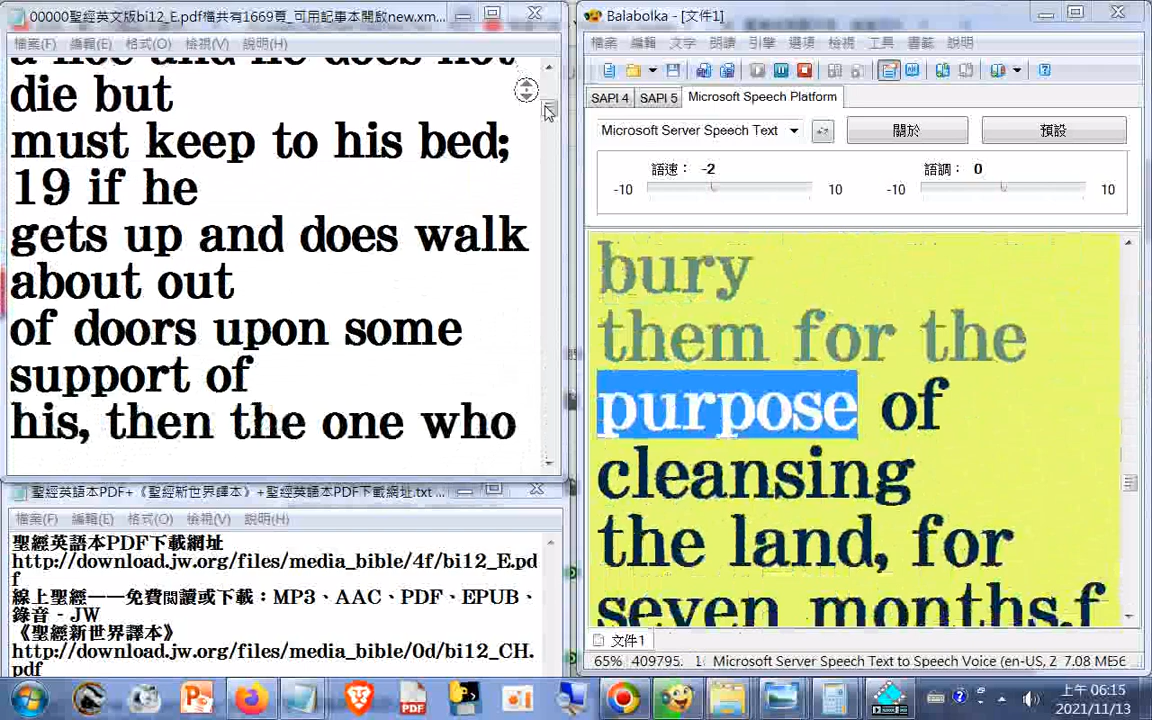 00000聖經英文版bi12_E.pdf檔共有1669頁_可用記事本開啟new.xm...
檔案(F) 編輯(E) 格式(O) 檢視(V) 說明(H)
a hoe and he does not
die but
must keep to his bed;
19 if he
gets up and does walk
about out
of doors upon some
support of
his, then the one who
聖經英語本PDF+《聖經新世界譯本》+聖經英語本PDF下載網址.txt ...
檔案(F) 編輯(E) 格式(O) 檢視(V) 說明(H)
聖經英語本PDF下載網址
http://download.jw.org/files/media_bible/4f/bi12_E.pd
f
線上聖經——免費閱讀或下載：MP3、AAC、PDF、EPUB、
錄音 - JW
《聖經新世界譯本》
http://download.jw.org/files/media_bible/0d/bi12_CH.
pdf
Balabolka - [文件1]
檔案 編輯 文字 朗讀 引擎 選項 檢視 工具 書籤 說明
SAPI 4 SAPI 5 Microsoft Speech Platform
Microsoft Server Speech Text 關於 預設
語速： -2 語調： 0
-10 10 -10 10
bury
them for the
purpose of
cleansing
the land, for
seven months.f
文件1
65% 409795. 1 Microsoft Server Speech Text to Speech Voice (en-US, Z 7.08 ME56
PDF
上午 06:15
2021/11/13